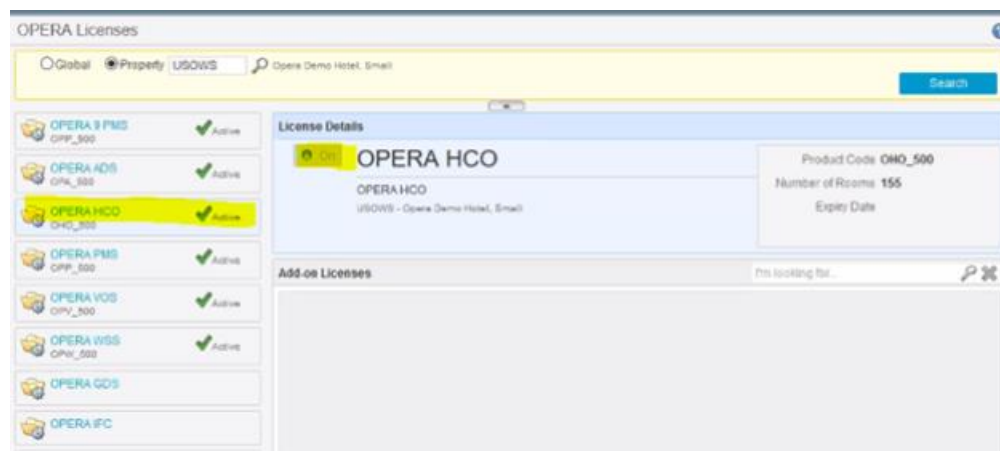 OPERA Licenses
Global Property USOWS Opera Demo Hotel, Small
Search
OPERA 9 PMS
OPP_500
Active
OPERA ADS
OPA_500
Active
OPERA HCO
OHO_500
Active
OPERA PMS
OPP_500
Active
OPERA VOS
OPV_500
Active
OPERA WSS
OPW_500
Active
OPERA GDS
OPERA IFC
License Details
On
OPERA HCO
OPERA HCO
USOWS - Opera Demo Hotel, Small
Product Code OHO_500
Number of Rooms 155
Expiry Date
Add-on Licenses
I'm looking for...